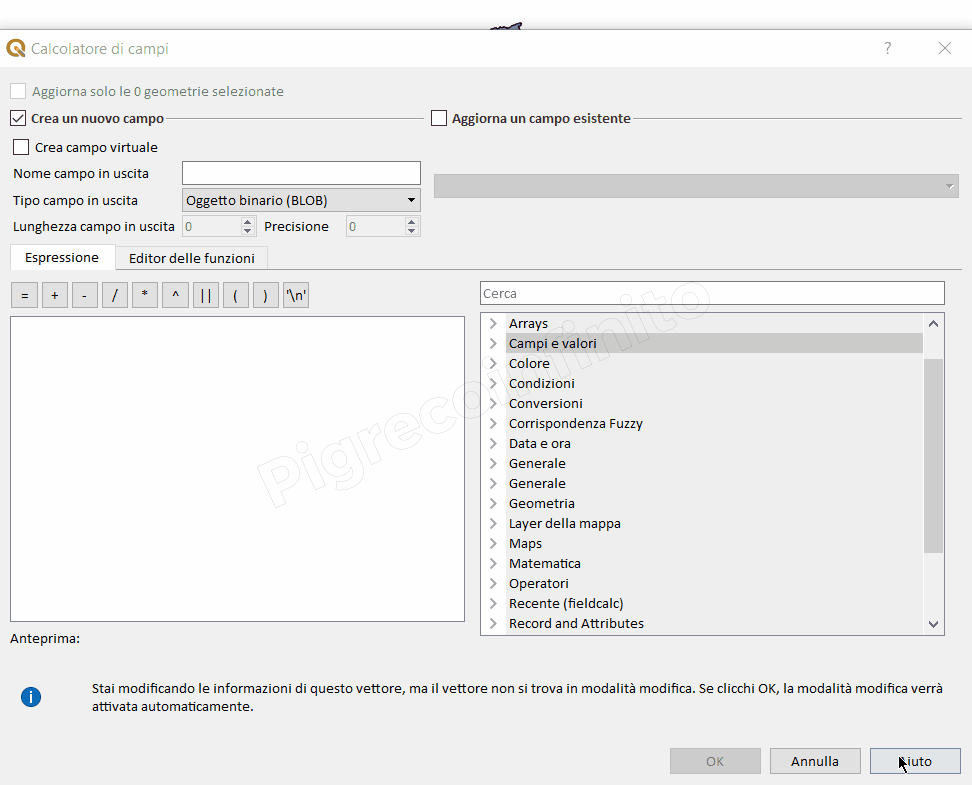 Calcolatore di campi ?
Aggiorna solo le 0 geometrie selezionate
Crea un nuovo campo
Aggiorna un campo esistente
Crea campo virtuale
Nome campo in uscita
Tipo campo in uscita Oggetto binario (BLOB)
Lunghezza campo in uscita 0 Precisione 0
Espressione Editor delle funzioni
= + - / * ^ || ( ) '\n'
Cerca
Arrays
Campi e valori
Colore
Condizioni
Conversioni
Corrispondenza Fuzzy
Data e ora
Generale
Generale
Geometria
Layer della mappa
Maps
Matematica
Operatori
Recente (fieldcalc)
Record and Attributes
Pigrecoinfinito
Anteprima:
Stai modificando le informazioni di questo vettore, ma il vettore non si trova in modalità modifica. Se clicchi OK, la modalità modifica verrà
attivata automaticamente.
OK Annulla Aiuto